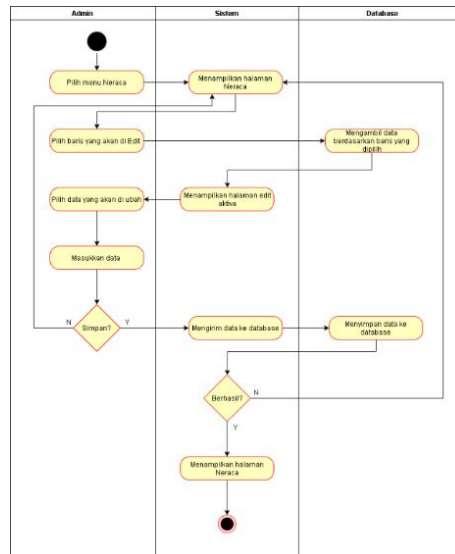 Admin
Sistem
Database
Pilih menu Neraca
Menampilkan halaman
Neraca
Pilih baris yang akan di Edit
Mengambil data
berdasarkan baris yang
dipilih
Pilih data yang akan di ubah
Menampilkan halaman edit
aktiva
Masukkan data
N
Simpan?
Y
Mengirim data ke database
Menyimpan data ke
database
Berhasil?
N
Y
Menampilkan halaman
Neraca